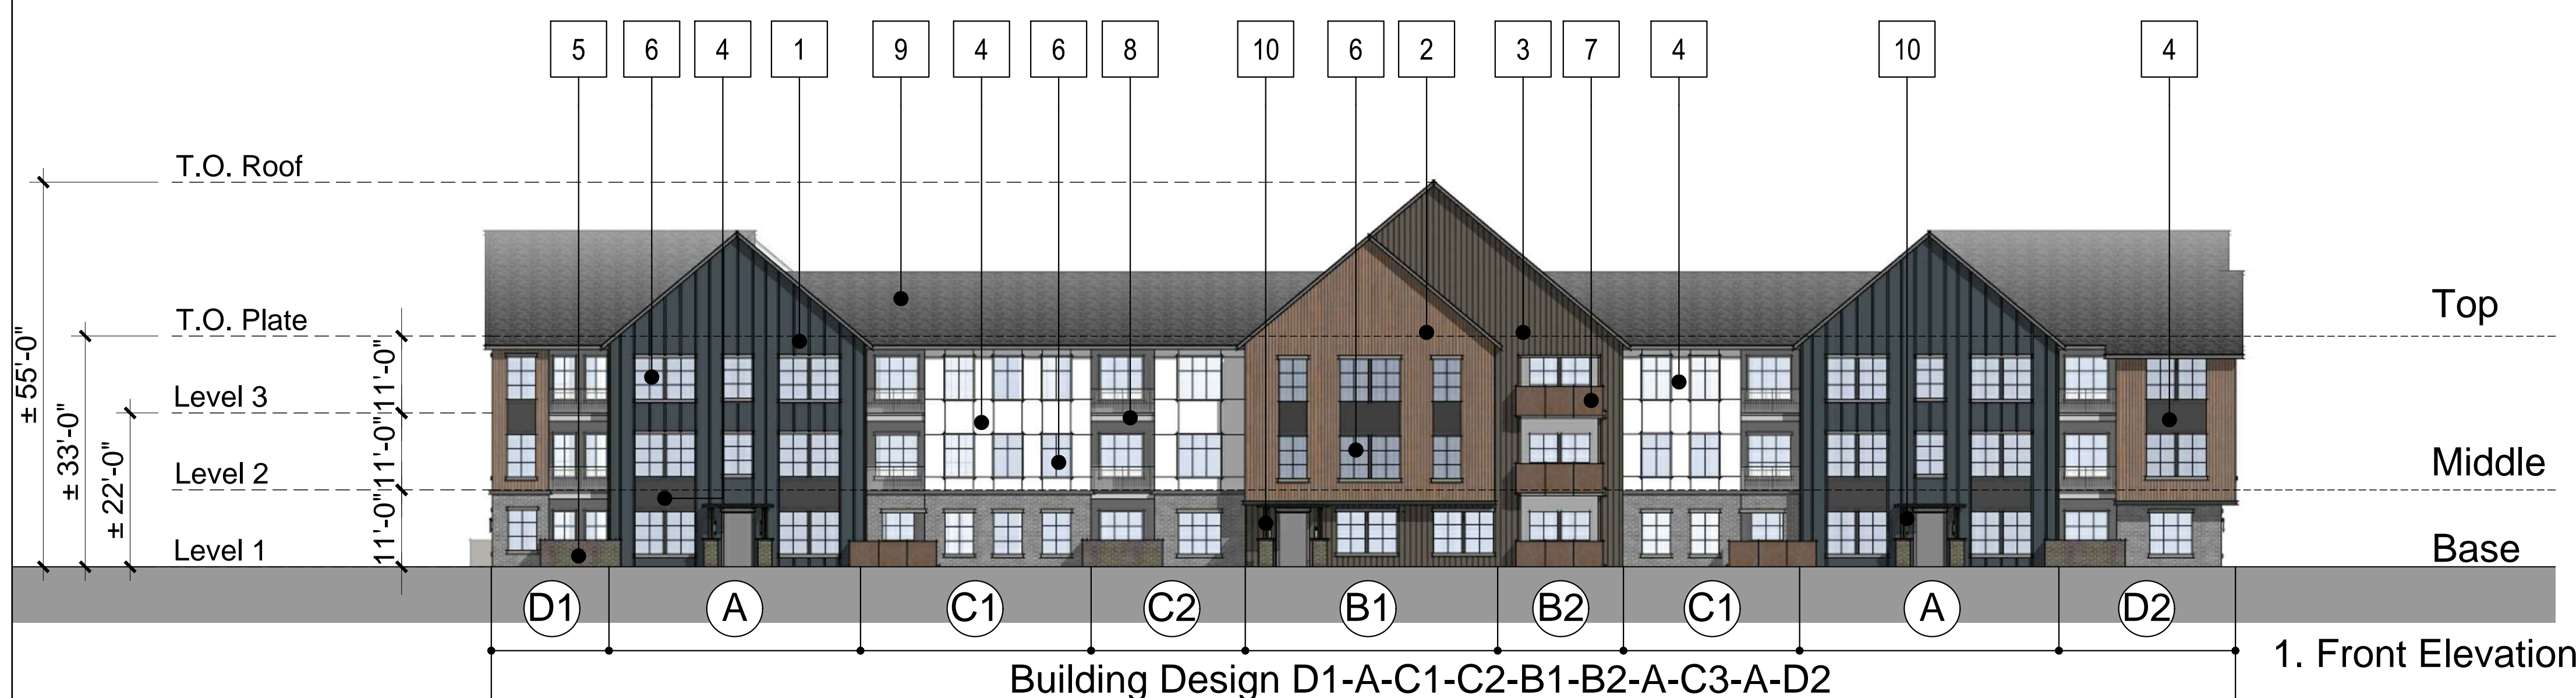 5 6 4 1 9 4 6 8 10 6 2 3 7 4 10 4
T.O. Roof
T.O. Plate
Top
± 55'-0"
± 33'-0"
± 22'-0"
11'-0"
11'-0"
11'-0"
Level 3
Level 2
Middle
Level 1
Base
D1 A C1 C2 B1 B2 C1 A D2
1. Front Elevation
Building Design D1-A-C1-C2-B1-B2-A-C3-A-D2